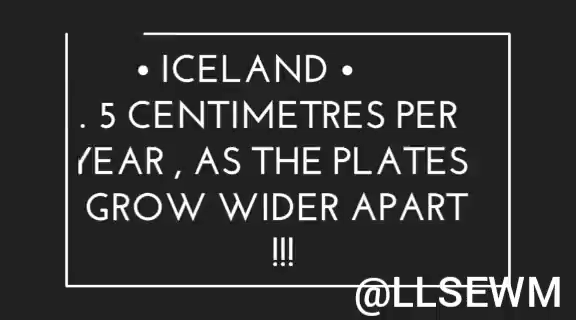 • ICELAND •
. 5 CENTIMETRES PER
YEAR , AS THE PLATES
GROW WIDER APART
!!!
@LLSEWM